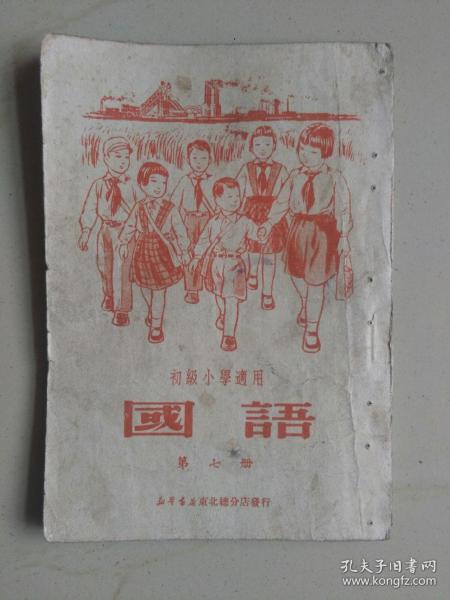 初級小學適用
國語
第七册
新華書店東北總分店發行
孔夫子旧书网
www.kongfz.com